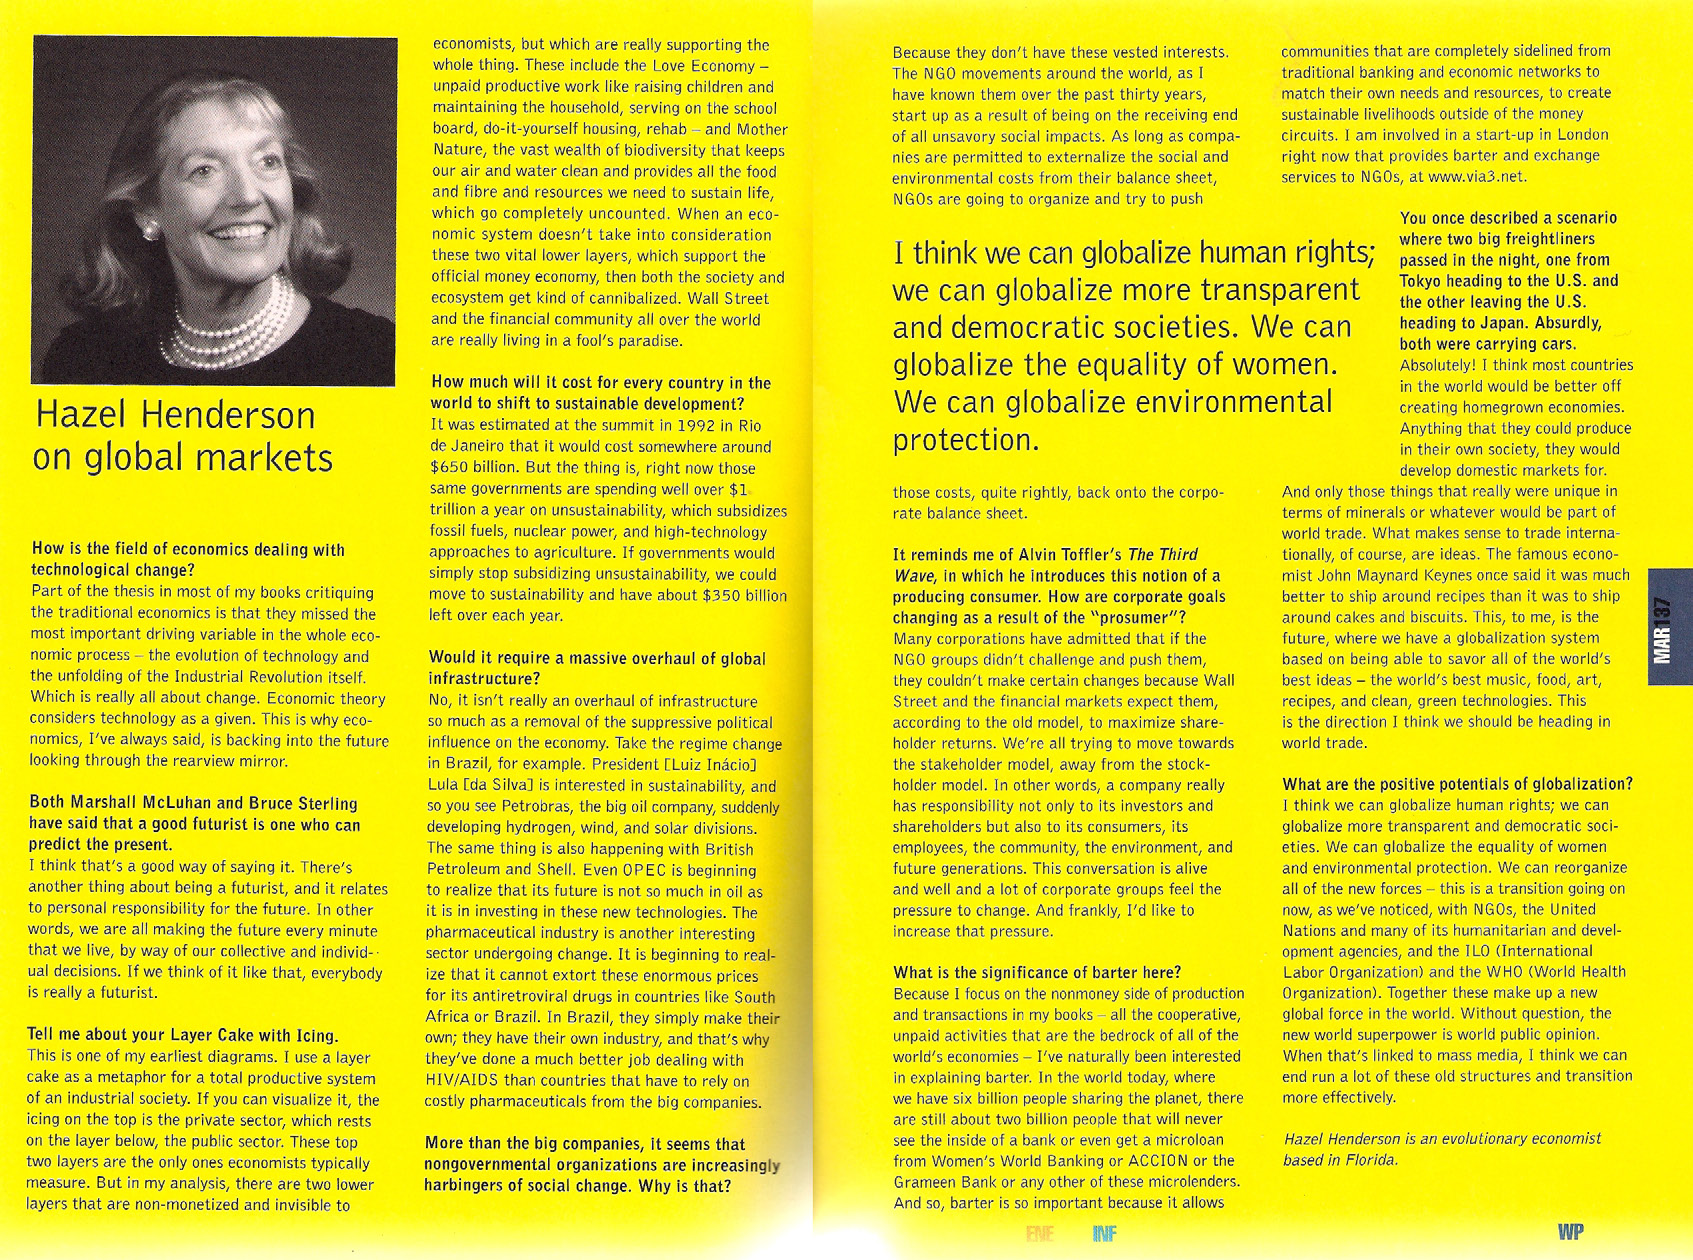 Hazel Henderson
on global markets
How is the field of economics dealing with
technological change?
Part of the thesis in most of my books critiquing
the traditional economics is that they missed the
most important driving variable in the whole eco-
nomic process – the evolution of technology and
the unfolding of the Industrial Revolution itself.
Which is really all about change. Economic theory
considers technology as a given. This is why eco-
nomics, I've always said, is backing into the future
looking through the rearview mirror.
Both Marshall McLuhan and Bruce Sterling
have said that a good futurist is one who can
predict the present.
I think that's a good way of saying it. There's
another thing about being a futurist, and it relates
to personal responsibility for the future. In other
words, we are all making the future every minute
that we live, by way of our collective and individ-
ual decisions. If we think of it like that, everybody
is really a futurist.
Tell me about your Layer Cake with Icing.
This is one of my earliest diagrams. I use a layer
cake as a metaphor for a total productive system
of an industrial society. If you can visualize it, the
icing on the top is the private sector, which rests
on the layer below, the public sector. These top
two layers are the only ones economists typically
measure. But in my analysis, there are two lower
layers that are non-monetized and invisible to
economists, but which are really supporting the
whole thing. These include the Love Economy –
unpaid productive work like raising children and
maintaining the household, serving on the school
board, do-it-yourself housing, rehab – and Mother
Nature, the vast wealth of biodiversity that keeps
our air and water clean and provides all the food
and fibre and resources we need to sustain life,
which go completely uncounted. When an eco-
nomic system doesn't take into consideration
these two vital lower layers, which support the
official money economy, then both the society and
ecosystem get kind of cannibalized. Wall Street
and the financial community all over the world
are really living in a fool's paradise.
How much will it cost for every country in the
world to shift to sustainable development?
It was estimated at the summit in 1992 in Rio
de Janeiro that it would cost somewhere around
$650 billion. But the thing is, right now those
same governments are spending well over $1
trillion a year on unsustainability, which subsidizes
fossil fuels, nuclear power, and high-technology
approaches to agriculture. If governments would
simply stop subsidizing unsustainability, we could
move to sustainability and have about $350 billion
left over each year.
Would it require a massive overhaul of global
infrastructure?
No, it isn't really an overhaul of infrastructure
so much as a removal of the suppressive political
influence on the economy. Take the regime change
in Brazil, for example. President [Luiz Inácio]
Lula [da Silva] is interested in sustainability, and
so you see Petrobras, the big oil company, suddenly
developing hydrogen, wind, and solar divisions.
The same thing is also happening with British
Petroleum and Shell. Even OPEC is beginning
to realize that its future is not so much in oil as
it is in investing in these new technologies. The
pharmaceutical industry is another interesting
sector undergoing change. It is beginning to real-
ize that it cannot extort these enormous prices
for its antiretroviral drugs in countries like South
Africa or Brazil. In Brazil, they simply make their
own; they have their own industry, and that's why
they've done a much better job dealing with
HIV/AIDS than countries that have to rely on
costly pharmaceuticals from the big companies.
More than the big companies, it seems that
nongovernmental organizations are increasingly
harbingers of social change. Why is that?
Because they don't have these vested interests.
The NGO movements around the world, as I
have known them over the past thirty years,
start up as a result of being on the receiving end
of all unsavory social impacts. As long as compa-
nies are permitted to externalize the social and
environmental costs from their balance sheet,
NGOs are going to organize and try to push
I think we can globalize human rights;
we can globalize more transparent
and democratic societies. We can
globalize the equality of women.
We can globalize environmental
protection.
those costs, quite rightly, back onto the corpo-
rate balance sheet.
It reminds me of Alvin Toffler's The Third
Wave, in which he introduces this notion of a
producing consumer. How are corporate goals
changing as a result of the "prosumer"?
Many corporations have admitted that if the
NGO groups didn't challenge and push them,
they couldn't make certain changes because Wall
Street and the financial markets expect them,
according to the old model, to maximize share-
holder returns. We're all trying to move towards
the stakeholder model, away from the stock-
holder model. In other words, a company really
has responsibility not only to its investors and
shareholders but also to its consumers, its
employees, the community, the environment, and
future generations. This conversation is alive
and well and a lot of corporate groups feel the
pressure to change. And frankly, I'd like to
increase that pressure.
What is the significance of barter here?
Because I focus on the nonmoney side of production
and transactions in my books – all the cooperative,
unpaid activities that are the bedrock of all of the
world's economies – I've naturally been interested
in explaining barter. In the world today, where
we have six billion people sharing the planet, there
are still about two billion people that will never
see the inside of a bank or even get a microloan
from Women's World Banking or ACCION or the
Grameen Bank or any other of these microlenders.
And so, barter is so important because it allows
communities that are completely sidelined from
traditional banking and economic networks to
match their own needs and resources, to create
sustainable livelihoods outside of the money
circuits. I am involved in a start-up in London
right now that provides barter and exchange
services to NGOs, at www.via3.net.
You once described a scenario
where two big freightliners
passed in the night, one from
Tokyo heading to the U.S. and
the other leaving the U.S.
heading to Japan. Absurdly,
both were carrying cars.
Absolutely! I think most countries
in the world would be better off
creating homegrown economies.
Anything that they could produce
in their own society, they would
develop domestic markets for.
And only those things that really were unique in
terms of minerals or whatever would be part of
world trade. What makes sense to trade interna-
tionally, of course, are ideas. The famous econo-
mist John Maynard Keynes once said it was much
better to ship around recipes than it was to ship
around cakes and biscuits. This, to me, is the
future, where we have a globalization system
based on being able to savor all of the world's
best ideas – the world's best music, food, art,
recipes, and clean, green technologies. This
is the direction I think we should be heading in
world trade.
What are the positive potentials of globalization?
I think we can globalize human rights; we can
globalize more transparent and democratic soci-
eties. We can globalize the equality of women
and environmental protection. We can reorganize
all of the new forces – this is a transition going on
now, as we've noticed, with NGOs, the United
Nations and many of its humanitarian and devel-
opment agencies, and the ILO (International
Labor Organization) and the WHO (World Health
Organization). Together these make up a new
global force in the world. Without question, the
new world superpower is world public opinion.
When that's linked to mass media, I think we can
end run a lot of these old structures and transition
more effectively.
Hazel Henderson is an evolutionary economist
based in Florida.
MAR137
ENE
INF
WP